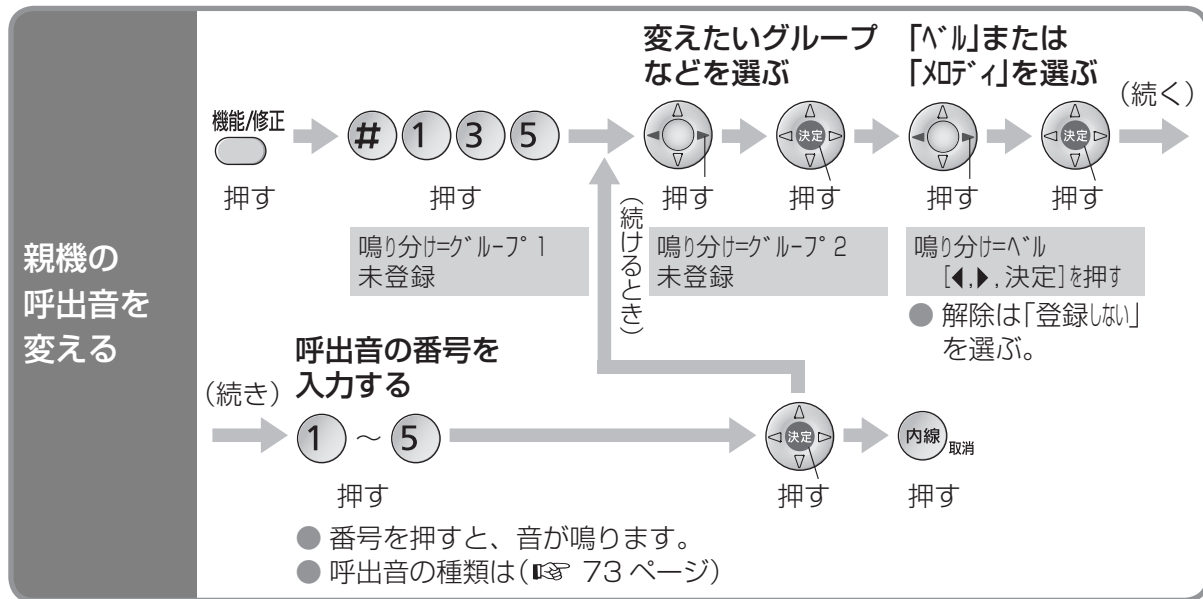 親機の
呼出音を
変える
機能/修正
押す
# 1 3 5
押す
鳴り分け=グループ1
未登録
変えたいグループ
などを選ぶ
押す
決定
押す
(続けるとき)
鳴り分け=グループ2
未登録
「ベル」または
「メロディ」を選ぶ
押す
決定
押す
(続く)
鳴り分け=ベル
[◀,▶,決定]を押す
● 解除は「登録しない」
を選ぶ。
(続き)
呼出音の番号を
入力する
1 ~ 5
押す
● 番号を押すと、音が鳴ります。
● 呼出音の種類は(☞ 73 ページ)
決定
押す
内線 取消
押す